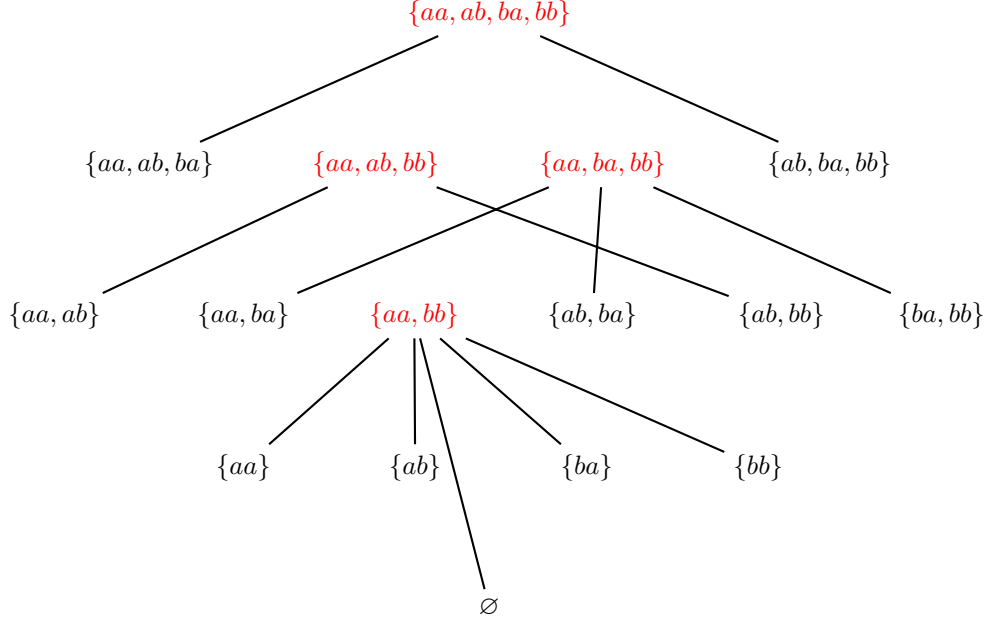 {aa, ab, ba, bb}
{aa, ab, ba} {aa, ab, bb} {aa, ba, bb} {ab, ba, bb}
{aa, ab} {aa, ba} {aa, bb} {ab, ba} {ab, bb} {ba, bb}
{aa} {ab} {ba} {bb}
∅